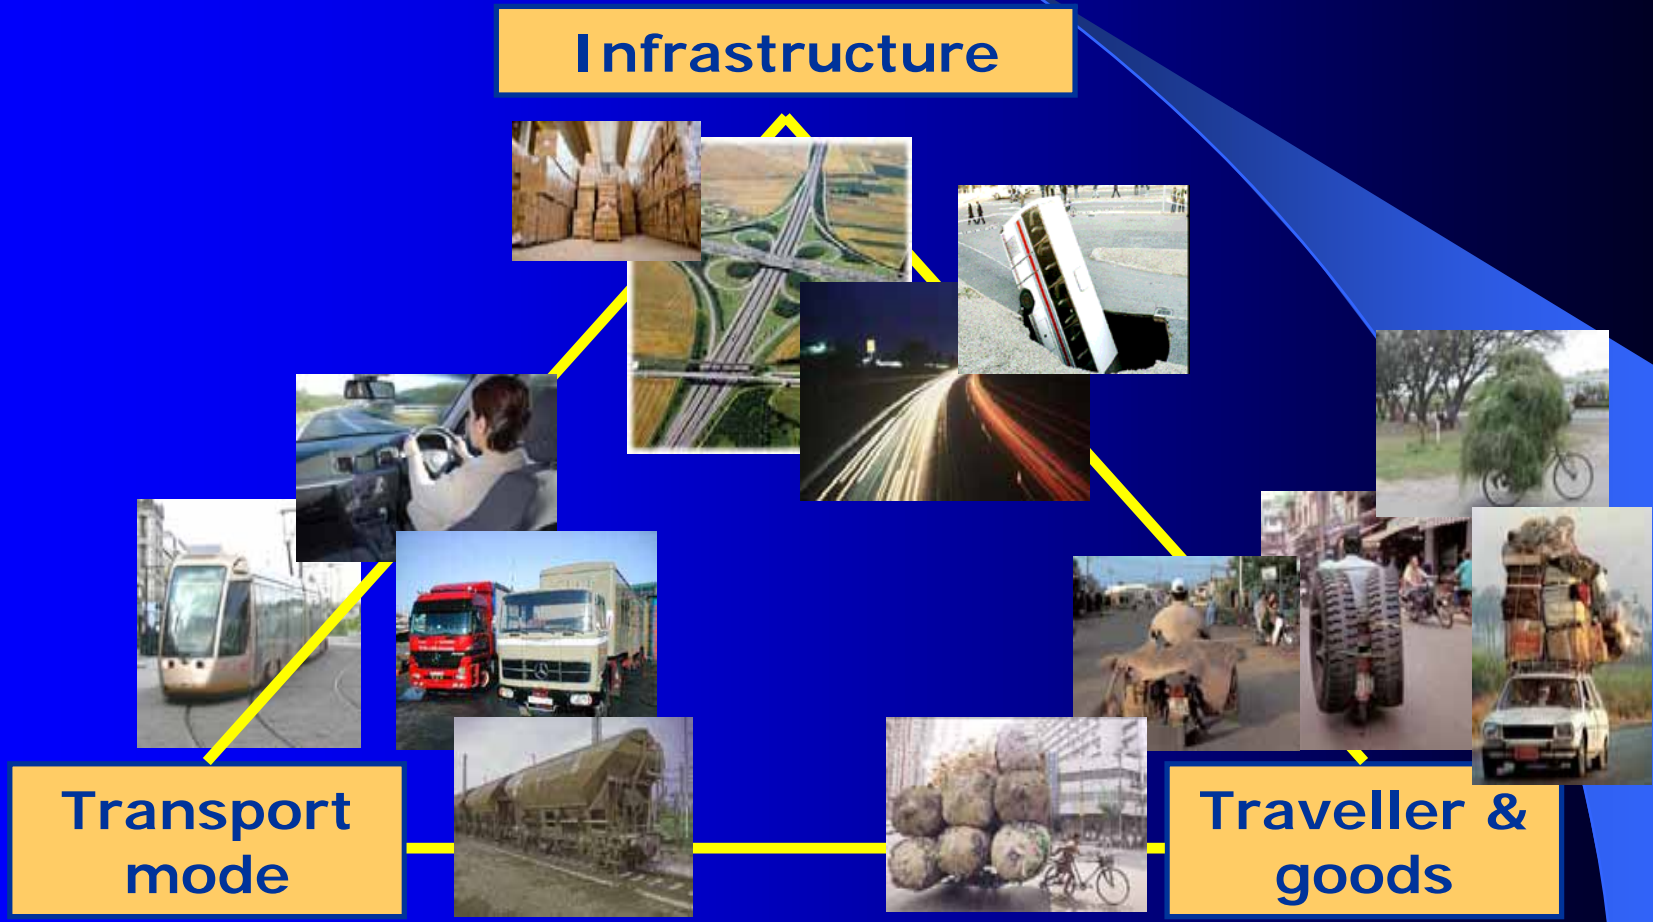 Infrastructure
Transport
mode
Traveller &
goods